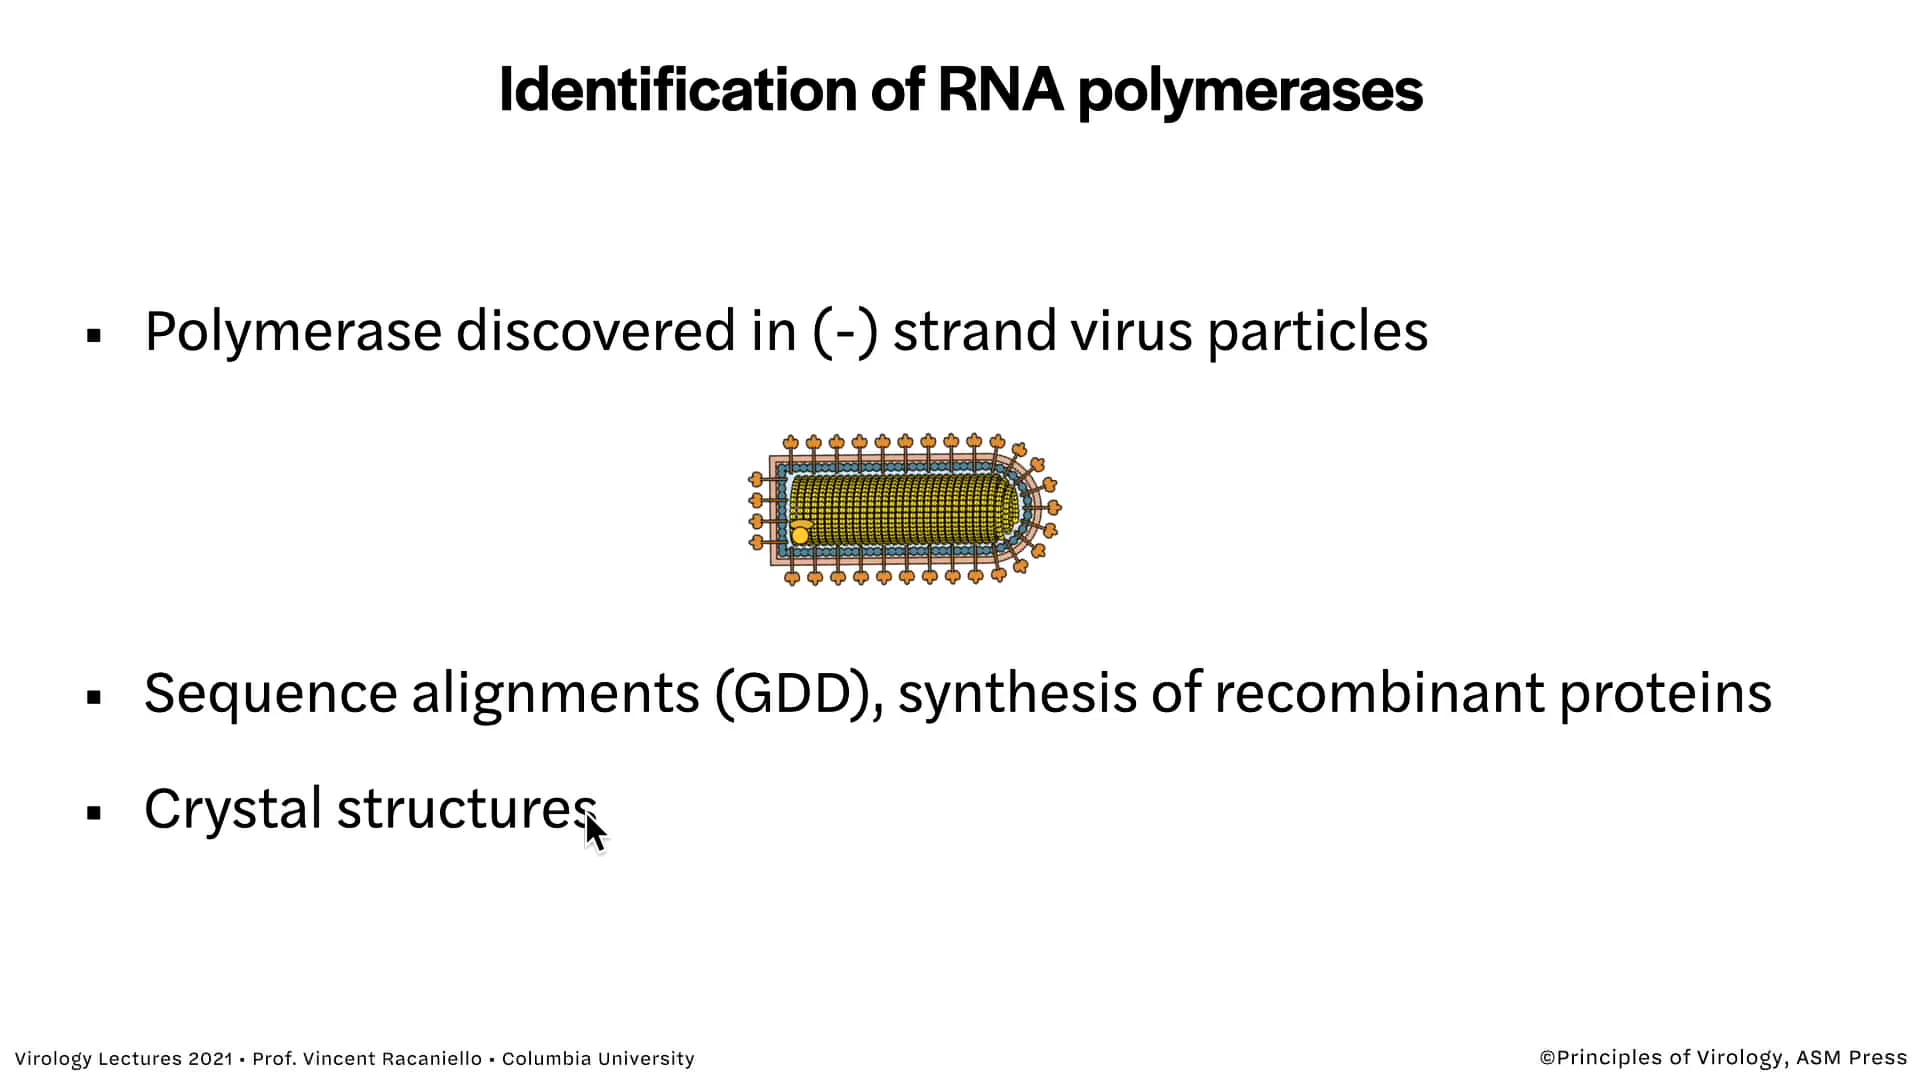 Identification of RNA polymerases
▪ Polymerase discovered in (-) strand virus particles
▪ Sequence alignments (GDD), synthesis of recombinant proteins
▪ Crystal structures
Virology Lectures 2021 • Prof. Vincent Racaniello • Columbia University
©Principles of Virology, ASM Press